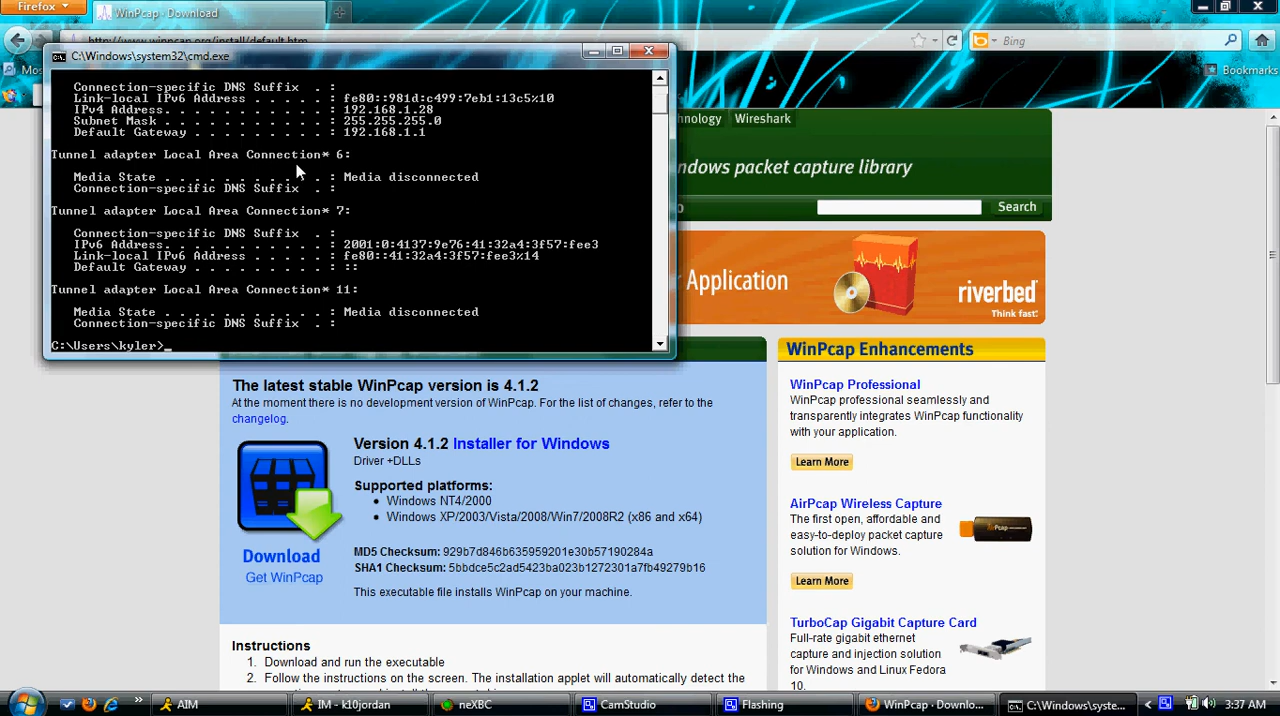 Firefox
WinPcap - Download
http://www.winpcap.org/install/default.htm
Bing
Bookmarks
C:\Windows\system32\cmd.exe
Connection-specific DNS Suffix . :
Link-local IPv6 Address . . . . . : fe80::981d:c499:7eb1:13c5%10
IPv4 Address. . . . . . . . . . . : 192.168.1.28
Subnet Mask . . . . . . . . . . . : 255.255.255.0
Default Gateway . . . . . . . . . : 192.168.1.1
Tunnel adapter Local Area Connection* 6:
Media State . . . . . . . . . . . : Media disconnected
Connection-specific DNS Suffix . :
Tunnel adapter Local Area Connection* 7:
Connection-specific DNS Suffix . :
IPv6 Address. . . . . . . . . . . : 2001:0:4137:9e76:41:32a4:3f57:fee3
Link-local IPv6 Address . . . . . : fe80::41:32a4:3f57:fee3%14
Default Gateway . . . . . . . . . : ::
Tunnel adapter Local Area Connection* 11:
Media State . . . . . . . . . . . : Media disconnected
Connection-specific DNS Suffix . :
C:\Users\kyler>_
Wireshark
packet capture library
Search
Application
riverbed
Think fast.
The latest stable WinPcap version is 4.1.2
At the moment there is no development version of WinPcap. For the list of changes, refer to the
changelog.
Version 4.1.2 Installer for Windows
Driver +DLLs
Supported platforms:
• Windows NT4/2000
• Windows XP/2003/Vista/2008/Win7/2008R2 (x86 and x64)
Download
Get WinPcap
MD5 Checksum: 929b7d846b635959201e30b57190284a
SHA1 Checksum: 5bbdce5c2ad5423ba023b1272301a7fb49279b16
This executable file installs WinPcap on your machine.
Instructions
1. Download and run the executable
2. Follow the instructions on the screen. The installation applet will automatically detect the
WinPcap Enhancements
WinPcap Professional
WinPcap professional seamlessly and
transparently integrates WinPcap functionality
with your application.
Learn More
AirPcap Wireless Capture
The first open, affordable and
easy-to-deploy packet capture
solution for Windows.
Learn More
TurboCap Gigabit Capture Card
Full-rate gigabit ethernet
capture and injection solution
for Windows and Linux Fedora
10.
AIM
IM - k10jordan
neXBC
CamStudio
Flashing
WinPcap - Downlo...
C:\Windows\syste...
3:37 AM